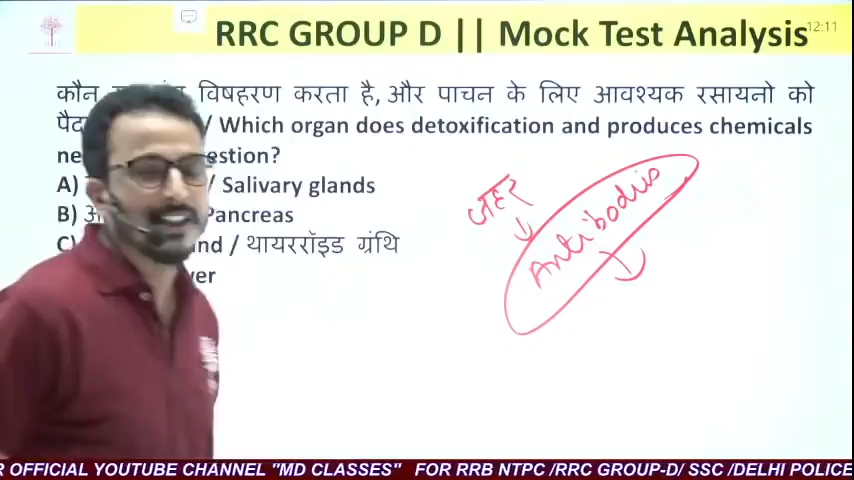 12:11
RRC GROUP D || Mock Test Analysis
कौन विषहरण करता है, और पाचन के लिए आवश्यक रसायनो को
/ Which organ does detoxification and produces chemicals
ne estion?
A) / Salivary glands
B) Pancreas
C) nd / थायररॉइड ग्रंथि
ver
जहर
Antibodies
R OFFICIAL YOUTUBE CHANNEL "MD CLASSES" FOR RRB NTPC /RRC GROUP-D/ SSC /DELHI POLICE